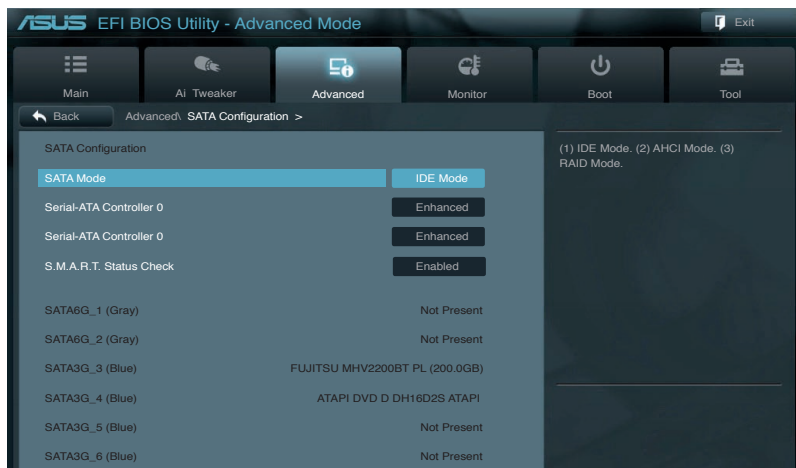 ASUS EFI BIOS Utility - Advanced Mode
Exit
Main
Ai Tweaker
Advanced
Monitor
Boot
Tool
Back
Advanced\ SATA Configuration >
SATA Configuration
SATA Mode IDE Mode
Serial-ATA Controller 0 Enhanced
Serial-ATA Controller 0 Enhanced
S.M.A.R.T. Status Check Enabled
SATA6G_1 (Gray) Not Present
SATA6G_2 (Gray) Not Present
SATA3G_3 (Blue) FUJITSU MHV2200BT PL (200.0GB)
SATA3G_4 (Blue) ATAPI DVD D DH16D2S ATAPI
SATA3G_5 (Blue) Not Present
SATA3G_6 (Blue) Not Present
(1) IDE Mode. (2) AHCI Mode. (3)
RAID Mode.